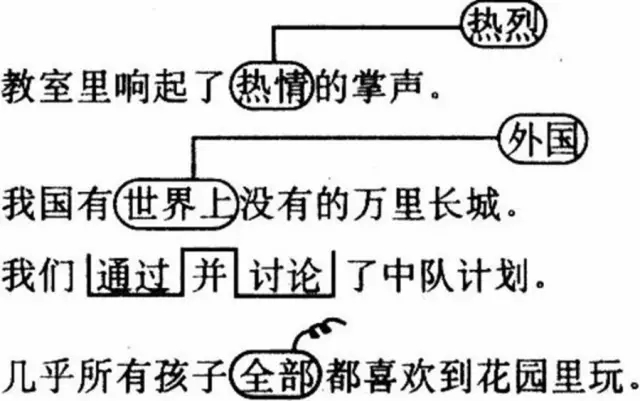 热烈
教室里响起了热情的掌声。
外国
我国有世界上没有的万里长城。
我们通过并讨论了中队计划。
几乎所有孩子全部都喜欢到花园里玩。